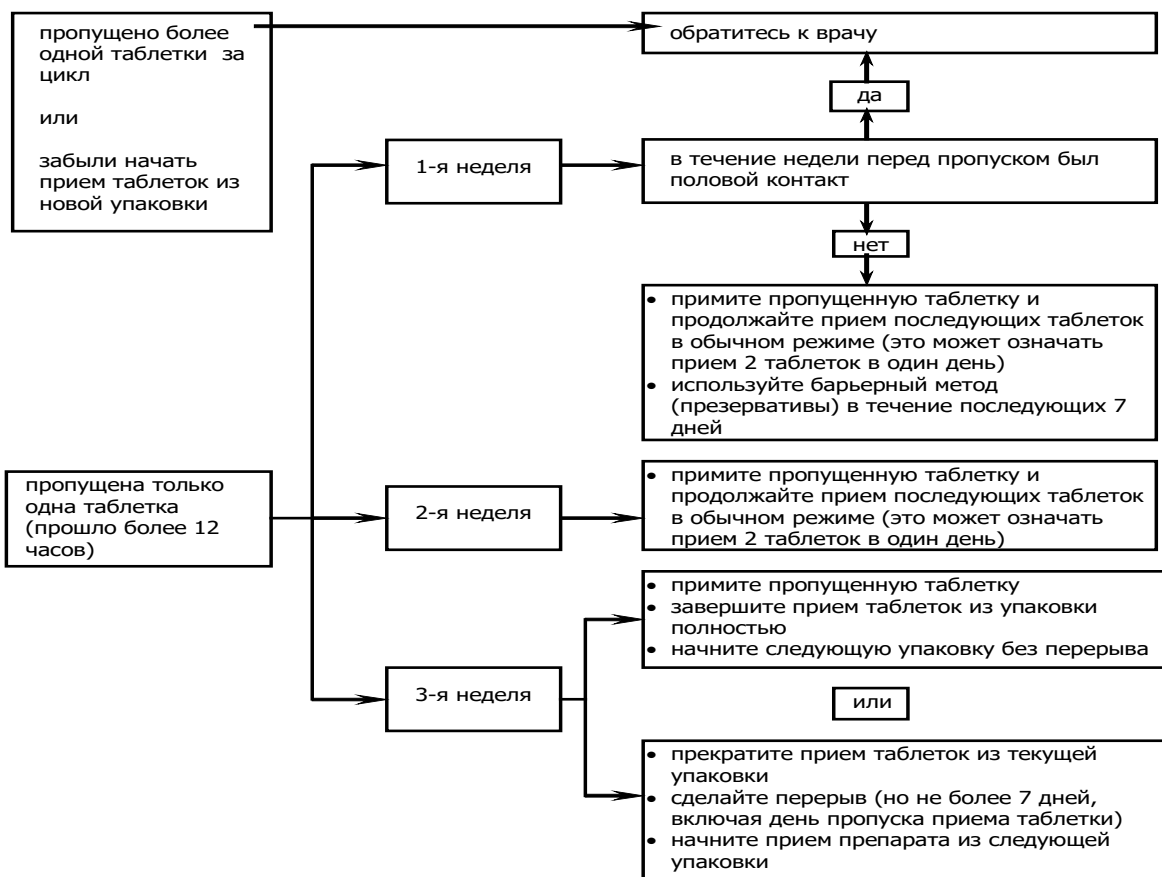 пропущено более
одной таблетки за
цикл
или
забыли начать
прием таблеток из
новой упаковки
обратитесь к врачу
да
1-я неделя
в течение недели перед пропуском был
половой контакт
нет
• примите пропущенную таблетку и
продолжайте прием последующих таблеток
в обычном режиме (это может означать
прием 2 таблеток в один день)
• используйте барьерный метод
(презервативы) в течение последующих 7
дней
пропущена только
одна таблетка
(прошло более 12
часов)
2-я неделя
• примите пропущенную таблетку и
продолжайте прием последующих таблеток
в обычном режиме (это может означать
прием 2 таблеток в один день)
3-я неделя
• примите пропущенную таблетку
• завершите прием таблеток из упаковки
полностью
• начните следующую упаковку без перерыва
или
• прекратите прием таблеток из текущей
упаковки
• сделайте перерыв (но не более 7 дней,
включая день пропуска приема таблетки)
• начните прием препарата из следующей
упаковки